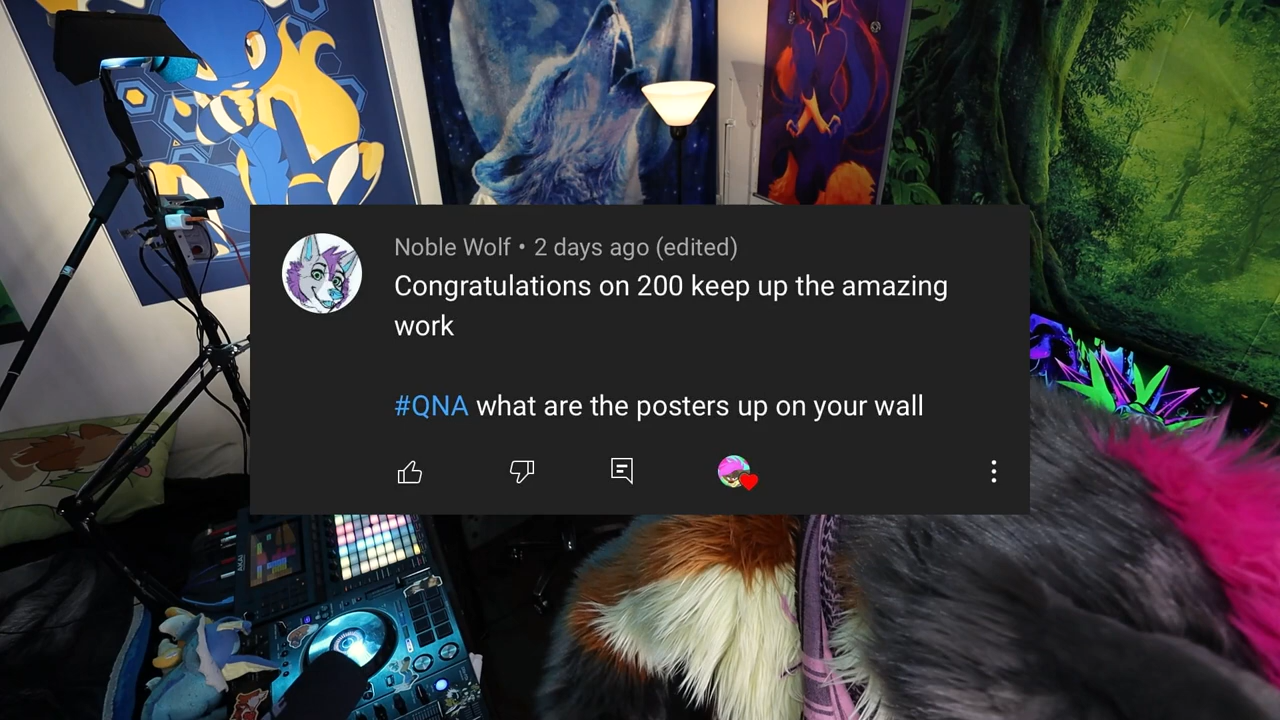 Noble Wolf • 2 days ago (edited)
Congratulations on 200 keep up the amazing
work
#QNA what are the posters up on your wall
AKAI